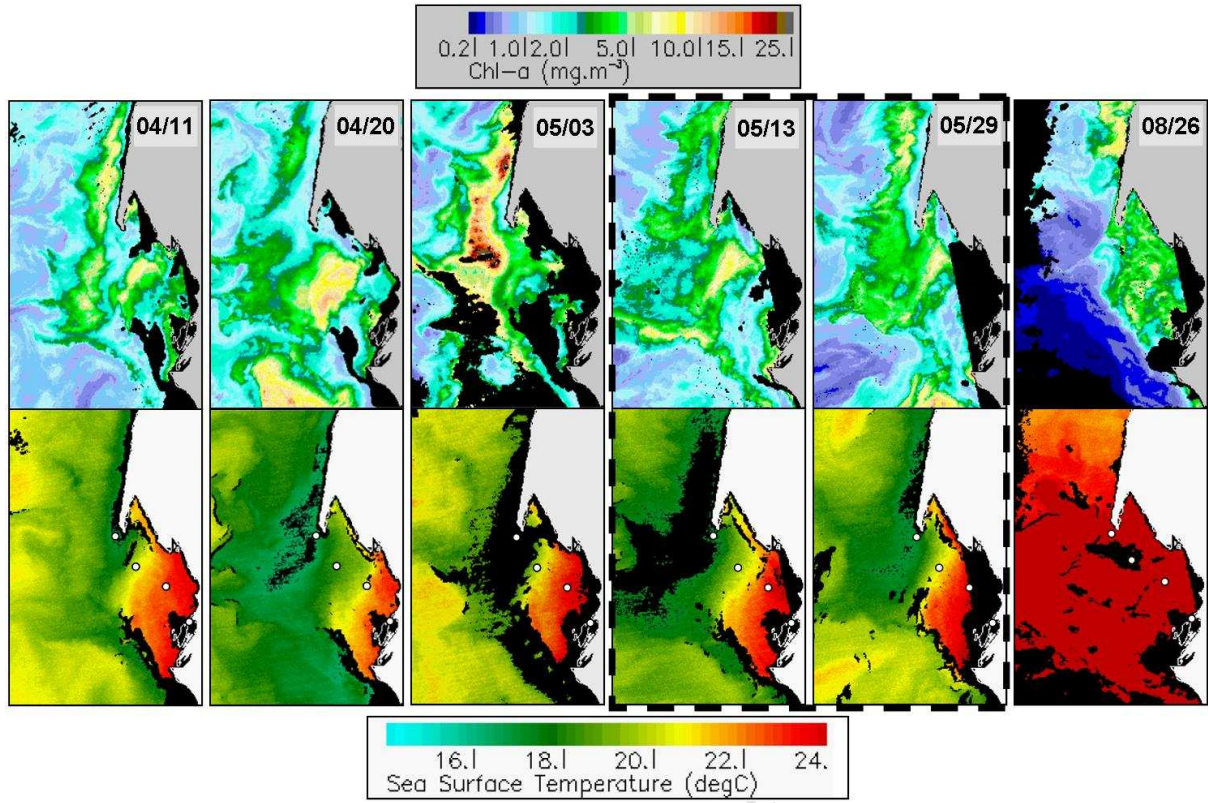 0.2| 1.0|2.0| 5.0| 10.0|15.| 25.|
Chl-a (mg.m⁻³)
04/11 04/20 05/03 05/13 05/29 08/26
16.| 18.| 20.| 22.| 24.
Sea Surface Temperature (degC)